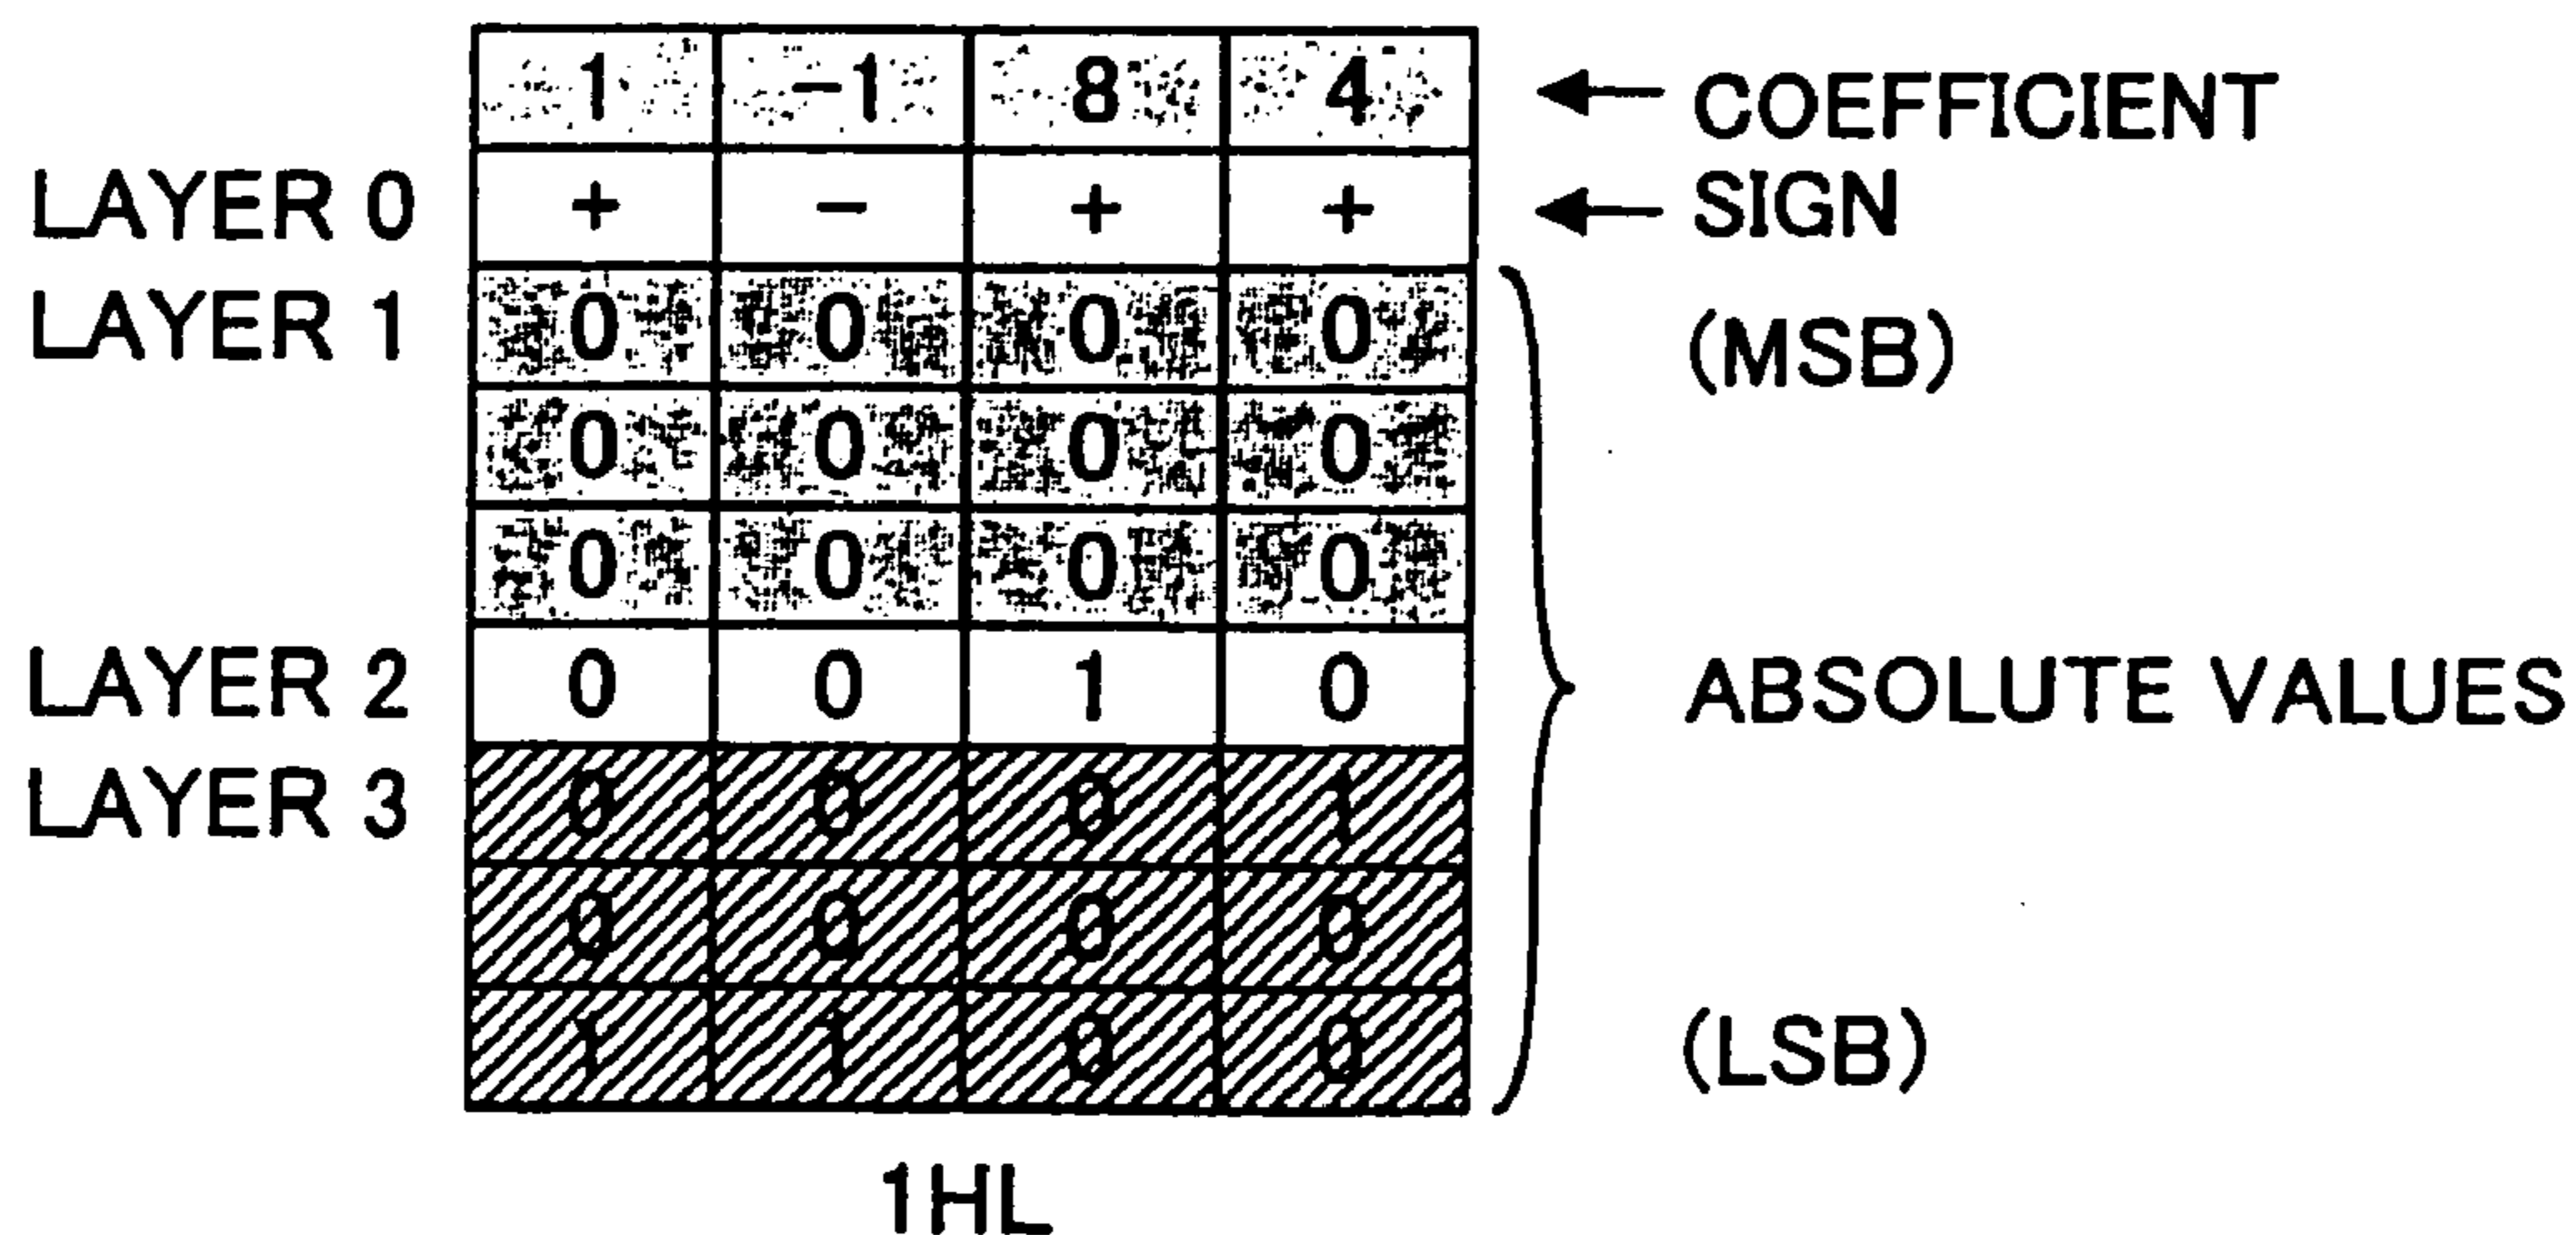 1 -1 8 4 ← COEFFICIENT
LAYER 0 + - + + ← SIGN
LAYER 1 0 0 0 0 (MSB)
0 0 0 0
0 0 0 0
LAYER 2 0 0 1 0 ABSOLUTE VALUES
LAYER 3 0 0 0 1
0 0 0 0
1 1 0 0 (LSB)
1HL